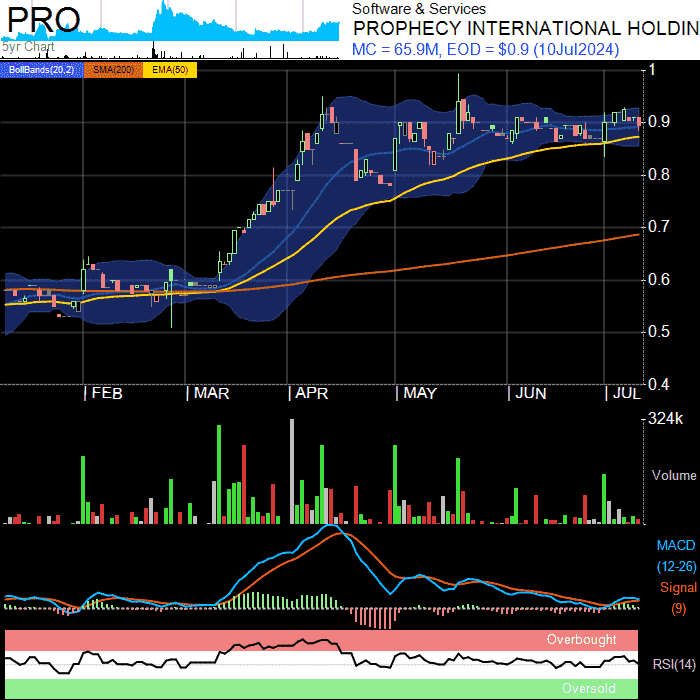 PRO
Software & Services
PROPHECY INTERNATIONAL HOLDIN
5yr Chart
MC = 65.9M, EOD = $0.9 (10Jul2024)
BollBands(20,2) SMA(200) EMA(50)
1
0.9
0.8
0.7
0.6
0.5
0.4
FEB MAR APR MAY JUN JUL
324k
Volume
MACD
(12-26)
Signal
(9)
Overbought
RSI(14)
Oversold